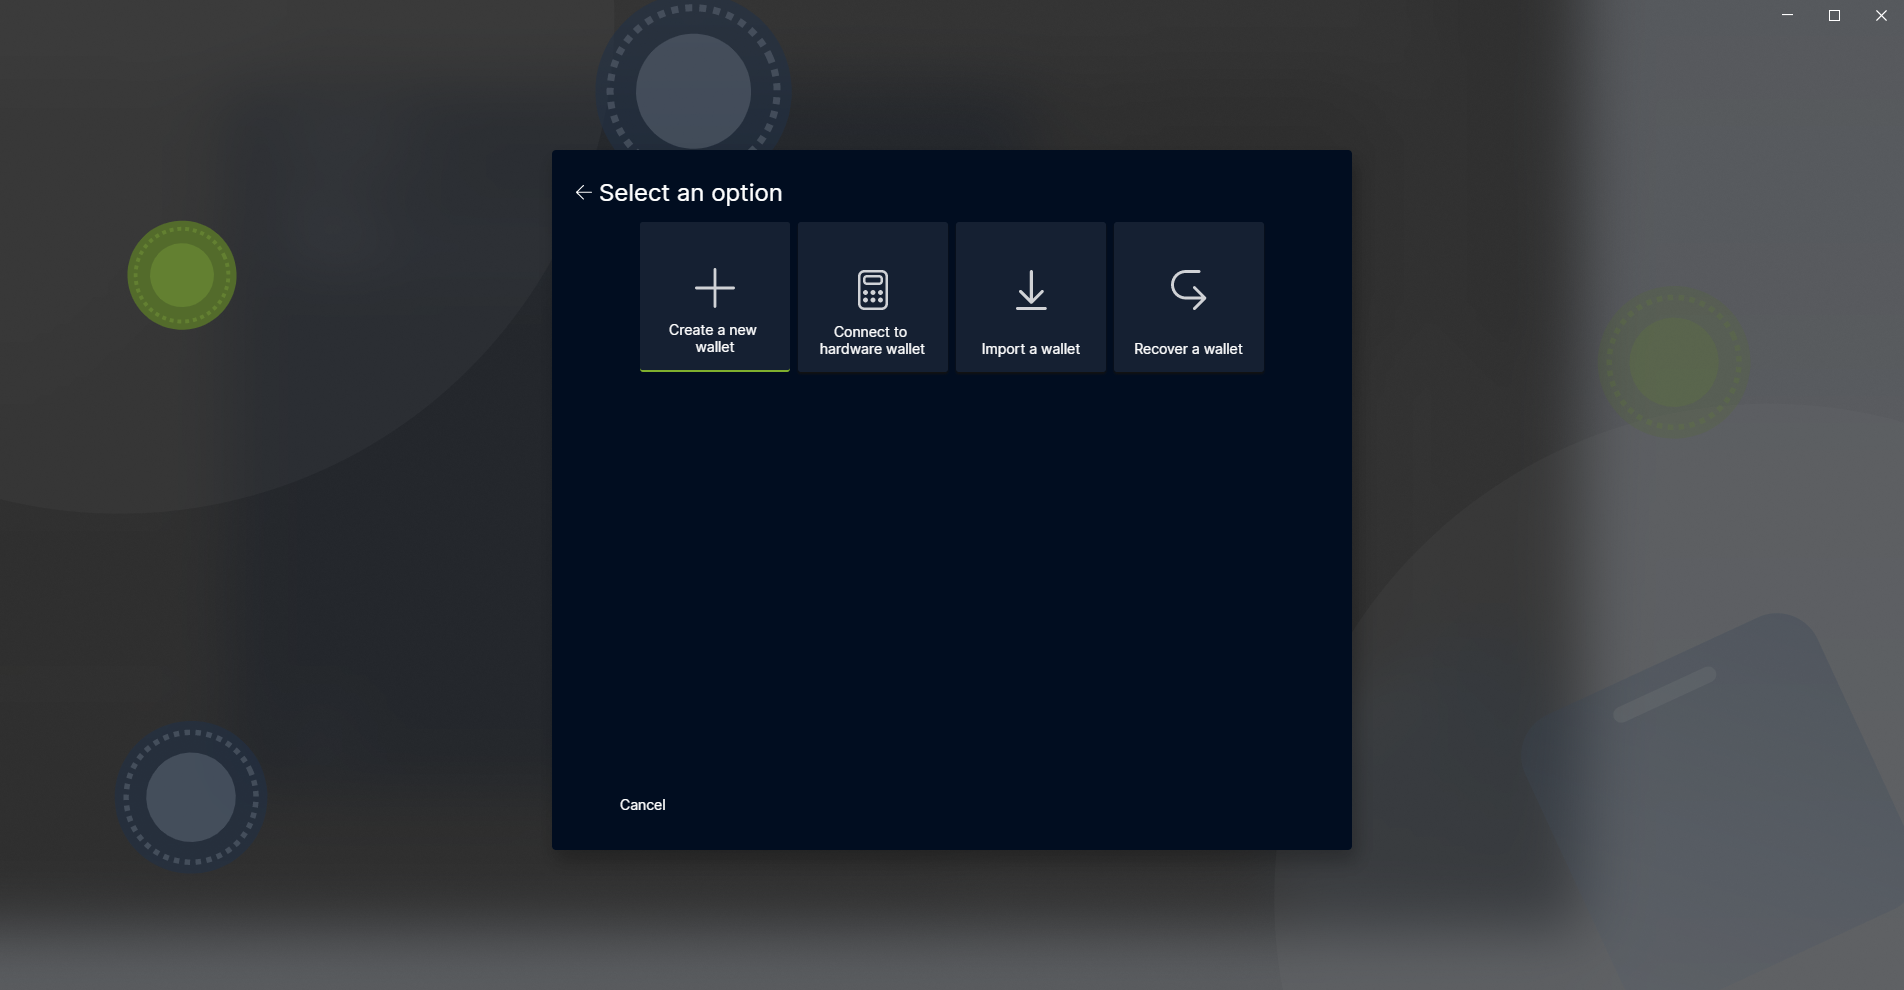 Select an option
Create a new
wallet
Connect to
hardware wallet
Import a wallet
Recover a wallet
Cancel